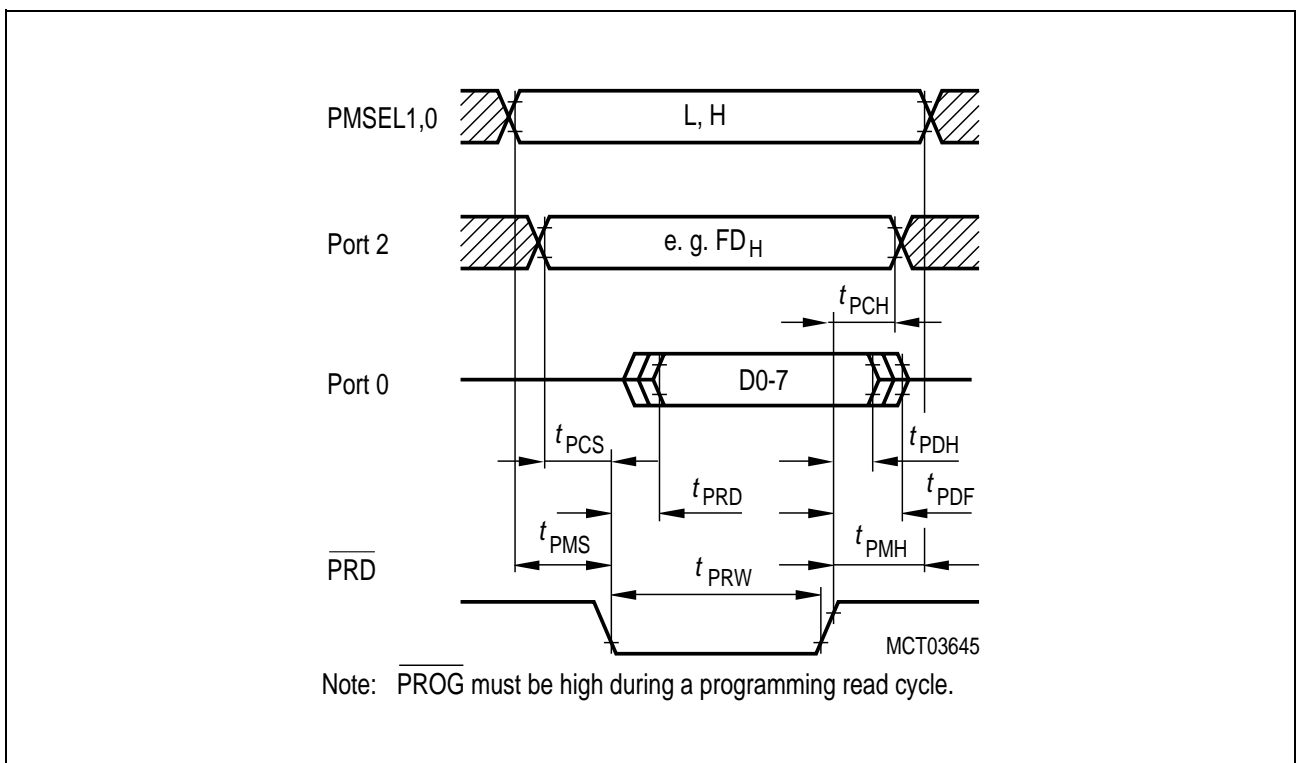 PMSEL1,0
L, H
Port 2
e. g. FDH
tPCH
Port 0
D0-7
tPCS
tPDH
tPRD
tPDF
tPMS
tPMH
PRD
tPRW
MCT03645
Note: PROG must be high during a programming read cycle.